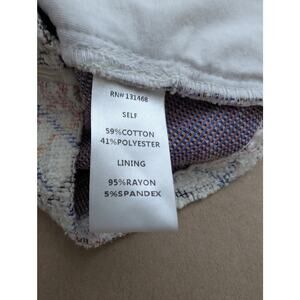 RN# 131468
SELF
59%COTTON
41%POLYESTER
LINING
95%RAYON
5%SPANDEX